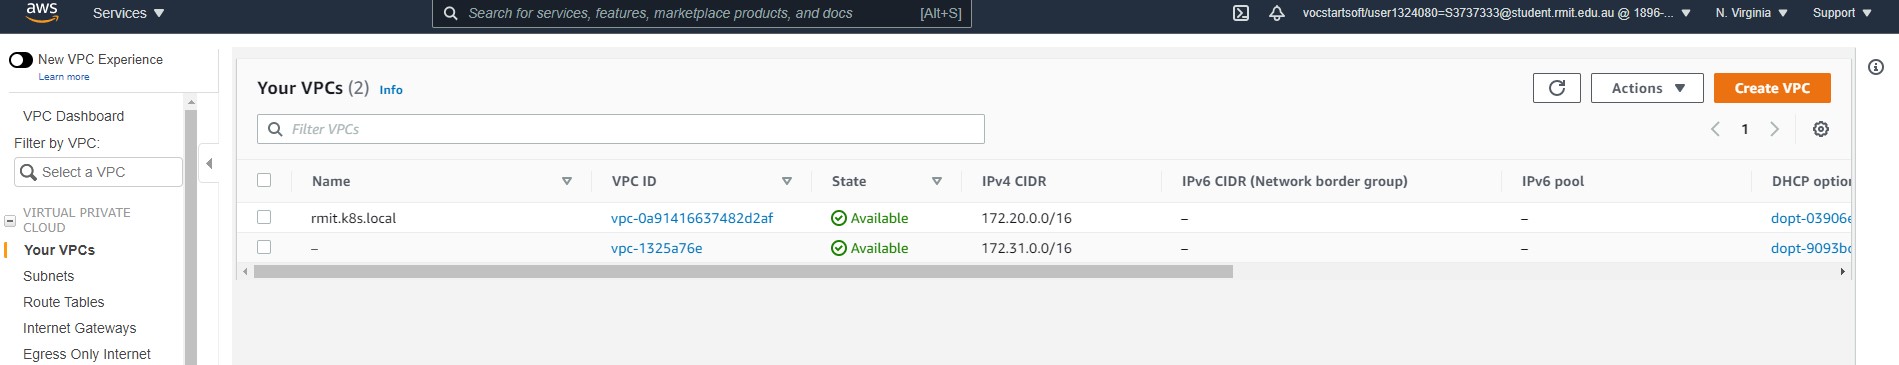 aws
Services
Search for services, features, marketplace products, and docs
[Alt+S]
vocstartsoft/user1324080=S3737333@student.rmit.edu.au @ 1896-...
N. Virginia
Support
New VPC Experience
Learn more
VPC Dashboard
Filter by VPC:
Select a VPC
VIRTUAL PRIVATE
CLOUD
Your VPCs
Subnets
Route Tables
Internet Gateways
Egress Only Internet
Your VPCs (2) Info
Actions
Create VPC
Filter VPCs
1
Name VPC ID State IPv4 CIDR IPv6 CIDR (Network border group) IPv6 pool DHCP option
rmit.k8s.local vpc-0a91416637482d2af Available 172.20.0.0/16 – – dopt-03906e
– vpc-1325a76e Available 172.31.0.0/16 – – dopt-9093bc